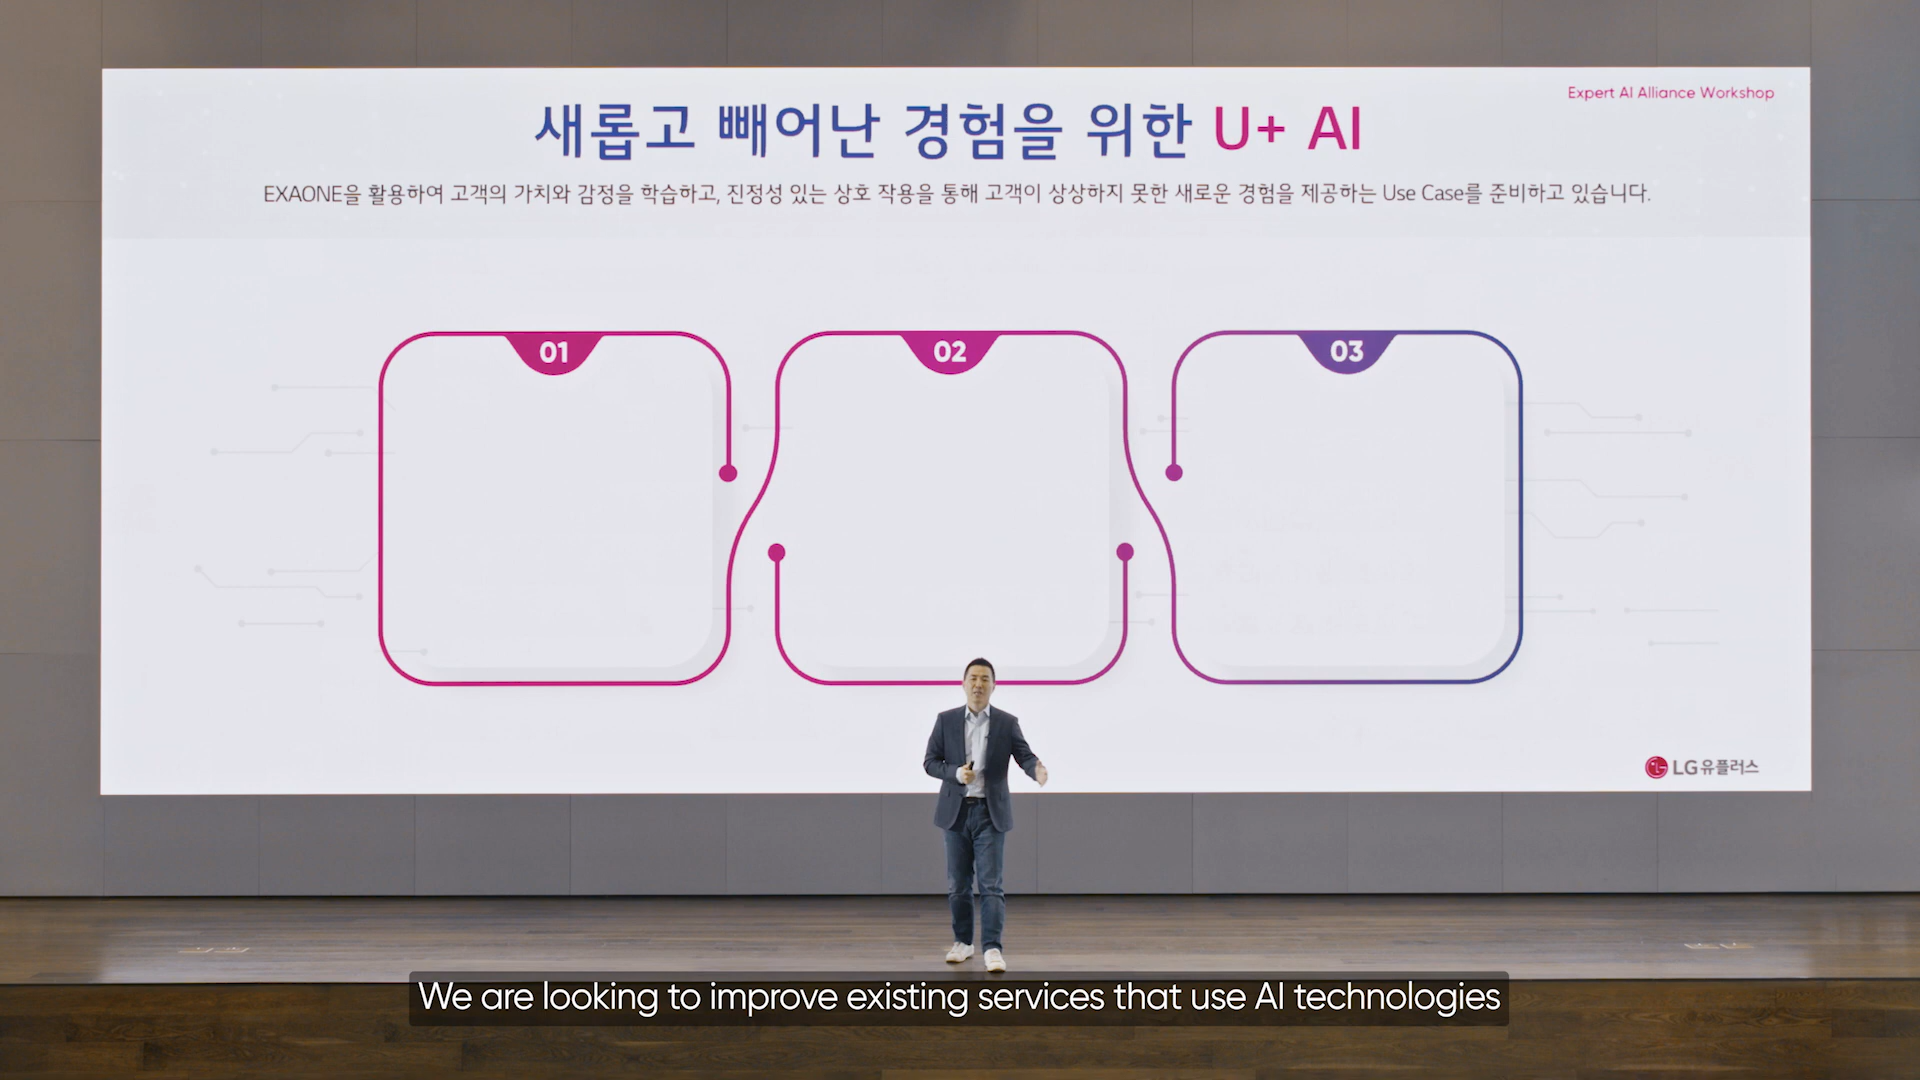 Expert AI Alliance Workshop
새롭고 빼어난 경험을 위한 U+ AI
EXAONE을 활용하여 고객의 가치와 감정을 학습하고, 진정성 있는 상호 작용을 통해 고객이 상상하지 못한 새로운 경험을 제공하는 Use Case를 준비하고 있습니다.
01
02
03
LG유플러스
We are looking to improve existing services that use AI technologies